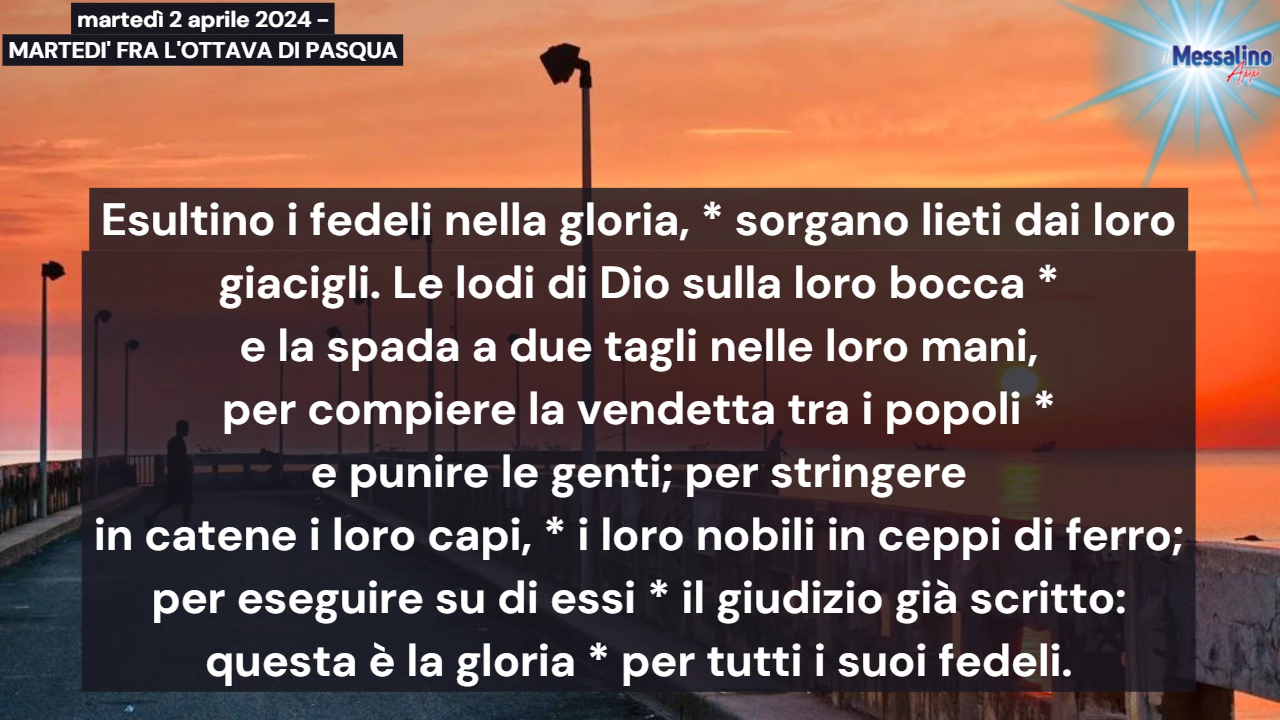 martedì 2 aprile 2024 –
MARTEDI' FRA L'OTTAVA DI PASQUA
il Messalino
App
Esultino i fedeli nella gloria, * sorgano lieti dai loro
giacigli. Le lodi di Dio sulla loro bocca *
e la spada a due tagli nelle loro mani,
per compiere la vendetta tra i popoli *
e punire le genti; per stringere
in catene i loro capi, * i loro nobili in ceppi di ferro;
per eseguire su di essi * il giudizio già scritto:
questa è la gloria * per tutti i suoi fedeli.